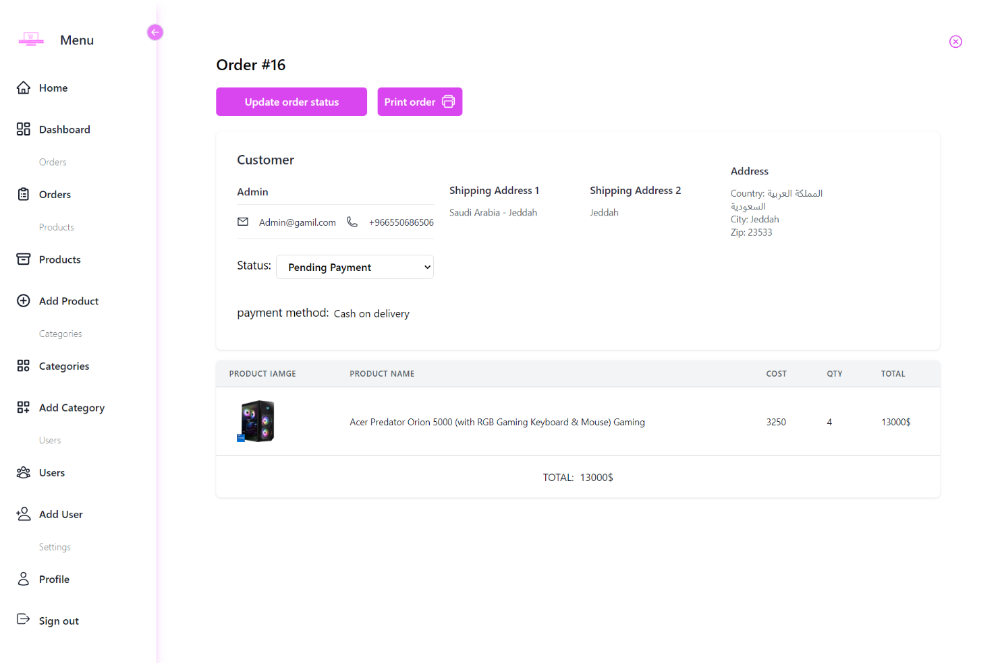 Menu
Home
Dashboard
Orders
Orders
Products
Products
Add Product
Categories
Categories
Add Category
Users
Users
Add User
Settings
Profile
Sign out
Order #16
Update order status
Print order
Customer
Admin
Admin@gamil.com +966550686506
Status: Pending Payment
payment method: Cash on delivery
Shipping Address 1
Saudi Arabia - Jeddah
Shipping Address 2
Jeddah
Address
Country: المملكة العربية
السعودية
City: Jeddah
Zip: 23533
PRODUCT IAMGE PRODUCT NAME COST QTY TOTAL
Acer Predator Orion 5000 (with RGB Gaming Keyboard & Mouse) Gaming 3250 4 13000$
TOTAL: 13000$